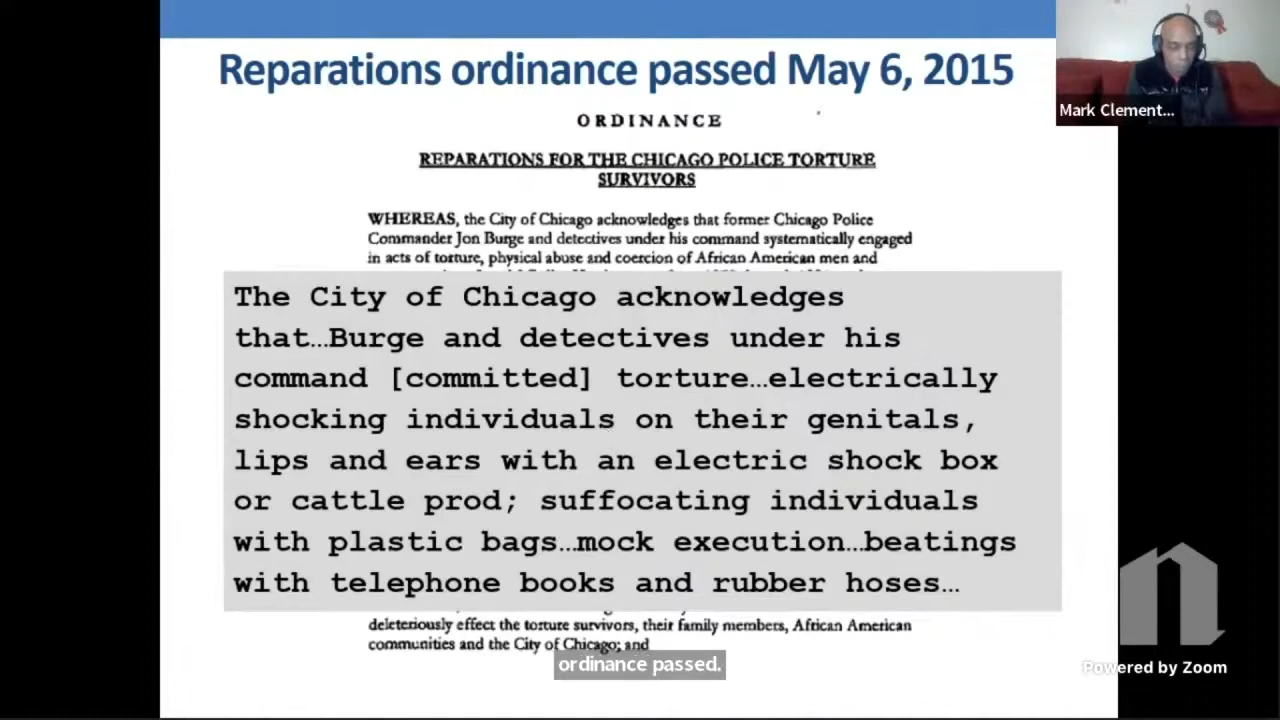 Reparations ordinance passed May 6, 2015
Mark Clement...
ORDINANCE
REPARATIONS FOR THE CHICAGO POLICE TORTURE
SURVIVORS
WHEREAS, the City of Chicago acknowledges that former Chicago Police
Commander Jon Burge and detectives under his command systematically engaged
in acts of torture, physical abuse and coercion of African American men and
The City of Chicago acknowledges
that…Burge and detectives under his
command [committed] torture…electrically
shocking individuals on their genitals,
lips and ears with an electric shock box
or cattle prod; suffocating individuals
with plastic bags…mock execution…beatings
with telephone books and rubber hoses…
deleteriously effect the torture survivors, their family members, African American
communities and the City of Chicago; and
ordinance passed.
n
Powered by Zoom